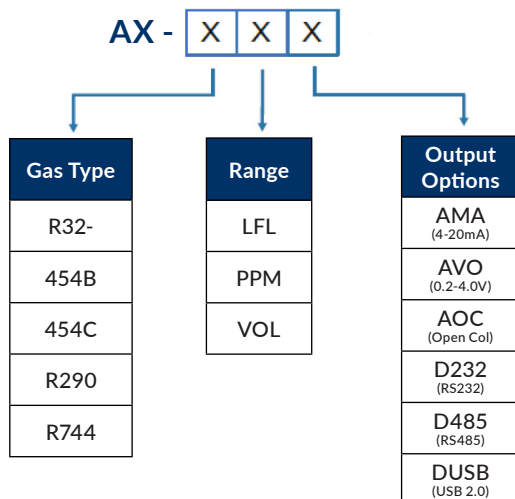 AX - X X X
Gas Type
R32-
454B
454C
R290
R744
Range
LFL
PPM
VOL
Output
Options
AMA
(4-20mA)
AVO
(0.2-4.0V)
AOC
(Open Col)
D232
(RS232)
D485
(RS485)
DUSB
(USB 2.0)